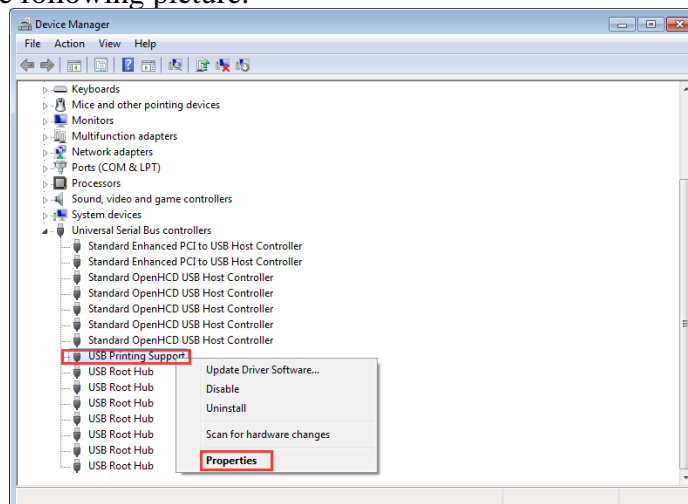 e following picture.
Device Manager
File Action View Help
Keyboards
Mice and other pointing devices
Monitors
Multifunction adapters
Network adapters
Ports (COM & LPT)
Processors
Sound, video and game controllers
System devices
Universal Serial Bus controllers
Standard Enhanced PCI to USB Host Controller
Standard Enhanced PCI to USB Host Controller
Standard OpenHCD USB Host Controller
Standard OpenHCD USB Host Controller
Standard OpenHCD USB Host Controller
Standard OpenHCD USB Host Controller
Standard OpenHCD USB Host Controller
USB Printing Support
USB Root Hub
USB Root Hub
USB Root Hub
USB Root Hub
USB Root Hub
USB Root Hub
USB Root Hub
Update Driver Software...
Disable
Uninstall
Scan for hardware changes
Properties